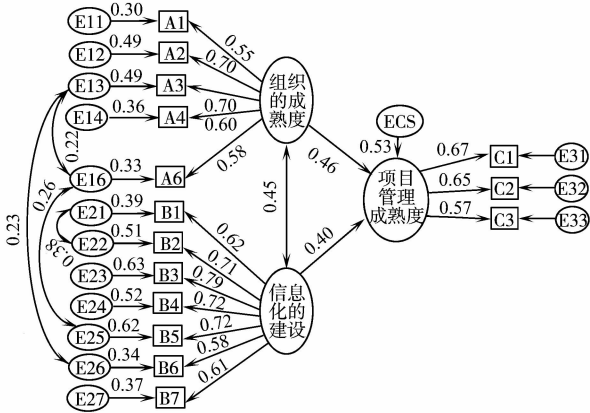 E11 0.30 A1
E12 0.49 A2
E13 0.49 A3
E14 0.36 A4
E16 0.33 A6
E21 0.39 B1
E22 0.51 B2
E23 0.63 B3
E24 0.52 B4
E25 0.62 B5
E26 0.34 B6
E27 0.37 B7
0.22
0.26
0.23
0.38
0.55
0.70
0.70
0.60
0.58
组织
的成
熟度
0.45
0.62
0.71
0.79
0.72
0.72
0.58
0.61
信息
化的
建设
0.46
0.40
ECS
0.53
项目
管理
成熟度
0.67 C1 E31
0.65 C2 E32
0.57 C3 E33